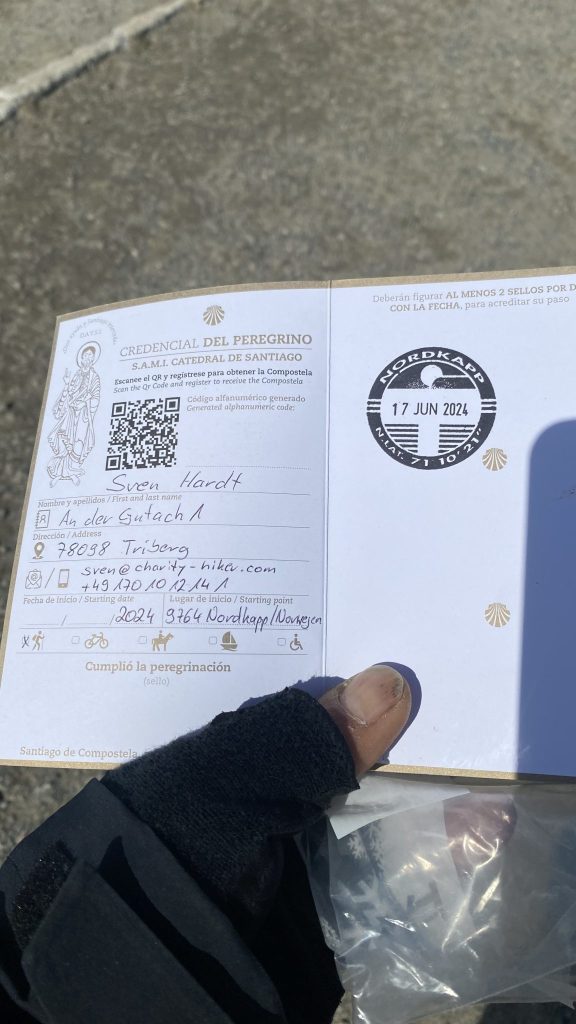 CREDENCIAL DEL PEREGRINO
S.A.M.I. CATEDRAL DE SANTIAGO
Escanee el QR y regístrese para obtener la Compostela
Scan the Qr Code and register to receive the Compostela
Código alfanumérico generado
Generated alphanumeric code:
Sven Hardt
Nombre y apellidos / First and last name
An der Gutach 1
Dirección / Address
78098 Triberg
sven@charity-hiker.com
/
+49 170 10 12 14 1
Fecha de inicio / Starting date
/ /2024
Lugar de inicio / Starting point
9764 Nordkapp/Norwegen
x
Cumplió la peregrinación
(sello)
Santiago de Compostela,
Deberán figurar AL MENOS 2 SELLOS POR D
CON LA FECHA, para acreditar su paso
NORDKAPP
17 JUN 2024
N.LAT. 71°10'21"